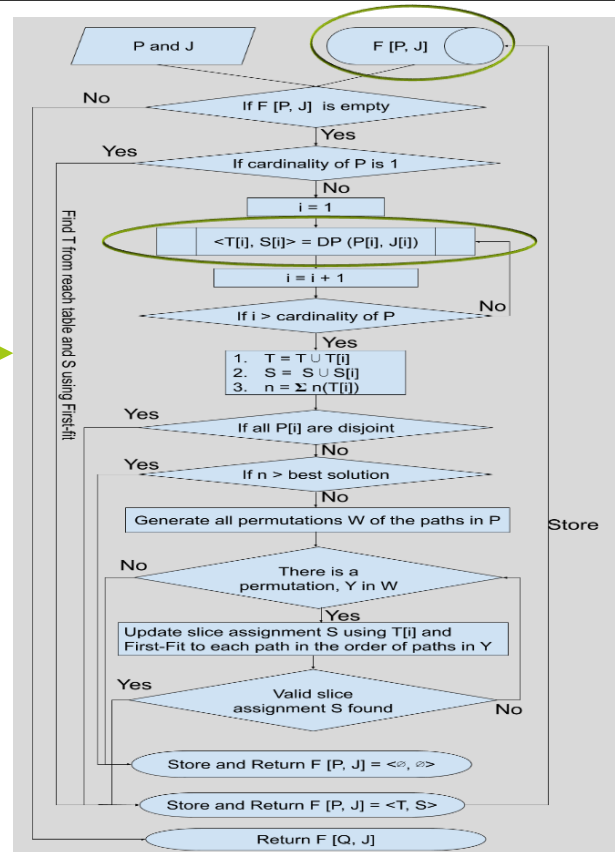 P and J
F [P, J]
No
If F [P, J] is empty
Yes
Yes
If cardinality of P is 1
No
i = 1
<T[i], S[i]> = DP (P[i], J[i])
i = i + 1
No
If i > cardinality of P
Yes
1. T = T ∪ T[i]
2. S = S ∪ S[i]
3. n = Σ n(T[i])
Find T from reach table and S using First-fit
Yes
If all P[i] are disjoint
No
Yes
If n > best solution
No
Generate all permutations W of the paths in P
Store
No
There is a
permutation, Y in W
Yes
Update slice assignment S using T[i] and
First-Fit to each path in the order of paths in Y
Yes
Valid slice
assignment S found
No
Store and Return F [P, J] = <∅, ∅>
Store and Return F [P, J] = <T, S>
Return F [Q, J]